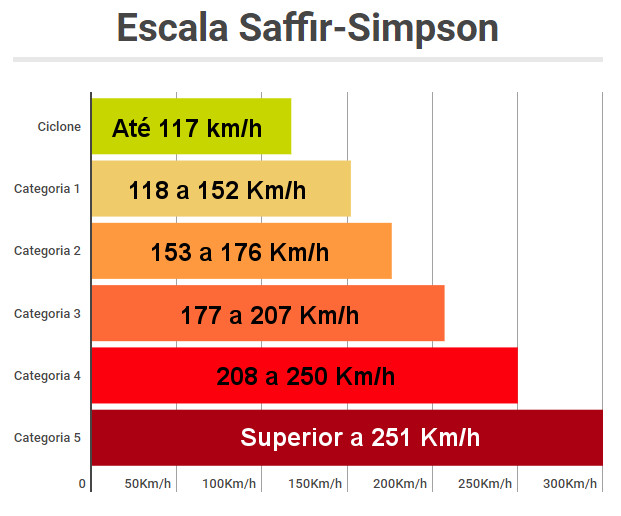 Escala Saffir-Simpson
Ciclone
Até 117 km/h
Categoria 1
118 a 152 Km/h
Categoria 2
153 a 176 Km/h
Categoria 3
177 a 207 Km/h
Categoria 4
208 a 250 Km/h
Categoria 5
Superior a 251 Km/h
0 50Km/h 100Km/h 150Km/h 200Km/h 250Km/h 300Km/h